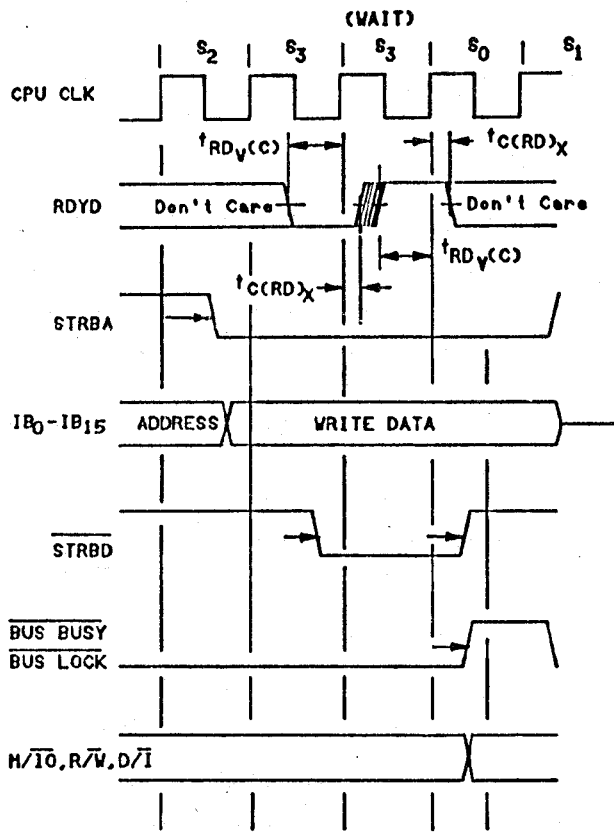 (WAIT)
S2 S3 S3 S0 S1
CPU CLK
tRDV(C) tC(RD)X
RDYD Don't Care Don't Care
tC(RD)X tRDV(C)
STRBA
IB0-IB15 ADDRESS WRITE DATA
STRBD
BUS BUSY
BUS LOCK
M/IO,R/W,D/I